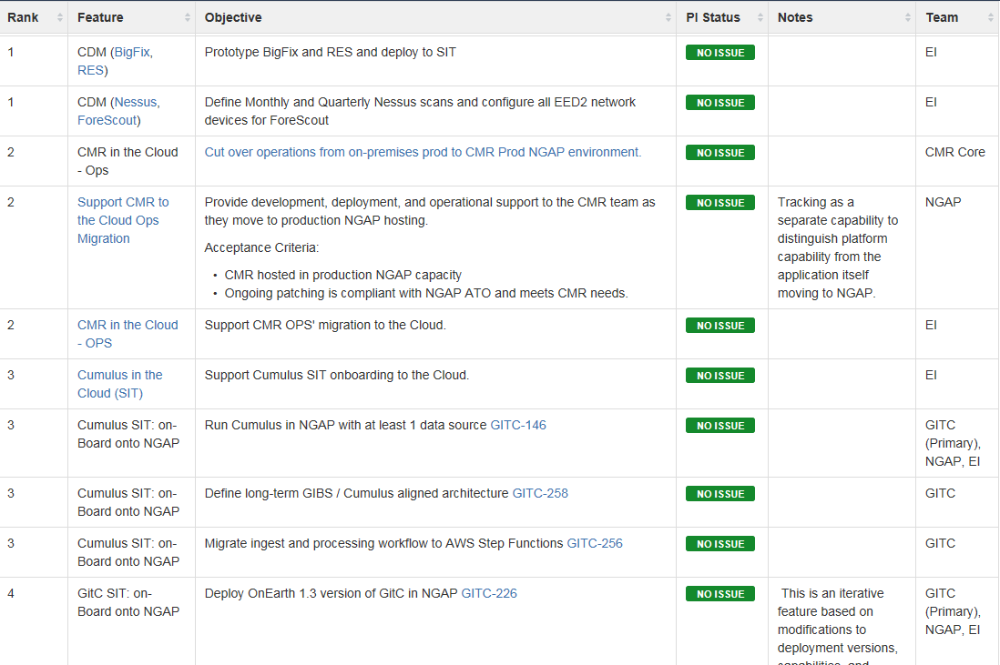 Rank Feature Objective PI Status Notes Team
1 CDM (BigFix, Prototype BigFix and RES and deploy to SIT NO ISSUE EI
RES)
1 CDM (Nessus, Define Monthly and Quarterly Nessus scans and configure all EED2 network NO ISSUE EI
ForeScout) devices for ForeScout
2 CMR in the Cloud Cut over operations from on-premises prod to CMR Prod NGAP environment. NO ISSUE CMR Core
- Ops
2 Support CMR to Provide development, deployment, and operational support to the CMR team as NO ISSUE Tracking as a NGAP
the Cloud Ops they move to production NGAP hosting. separate capability to
Migration distinguish platform
Acceptance Criteria: capability from the
• CMR hosted in production NGAP capacity application itself
• Ongoing patching is compliant with NGAP ATO and meets CMR needs. moving to NGAP.
2 CMR in the Cloud Support CMR OPS' migration to the Cloud. NO ISSUE EI
- OPS
3 Cumulus in the Support Cumulus SIT onboarding to the Cloud. NO ISSUE EI
Cloud (SIT)
3 Cumulus SIT: on- Run Cumulus in NGAP with at least 1 data source GITC-146 NO ISSUE GITC
Board onto NGAP (Primary),
NGAP, EI
3 Cumulus SIT: on- Define long-term GIBS / Cumulus aligned architecture GITC-258 NO ISSUE GITC
Board onto NGAP
3 Cumulus SIT: on- Migrate ingest and processing workflow to AWS Step Functions GITC-256 NO ISSUE GITC
Board onto NGAP
4 GitC SIT: on- Deploy OnEarth 1.3 version of GitC in NGAP GITC-226 NO ISSUE This is an iterative GITC
Board onto NGAP feature based on (Primary),
modifications to NGAP, EI
deployment versions,
capabilities, and